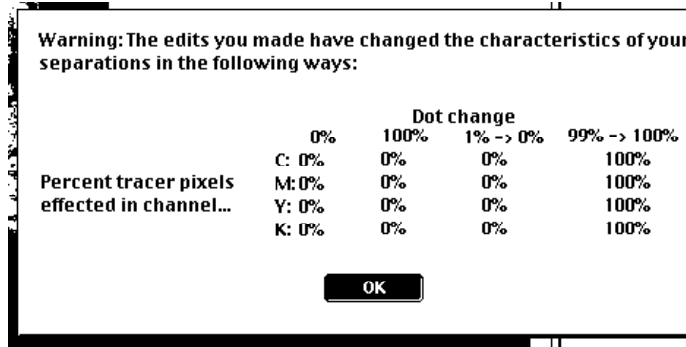 Warning: The edits you made have changed the characteristics of your
separations in the following ways:
Dot change
0% 100% 1% -> 0% 99% -> 100%
C: 0% 0% 0% 100%
Percent tracer pixels M: 0% 0% 0% 100%
effected in channel... Y: 0% 0% 0% 100%
K: 0% 0% 0% 100%
OK